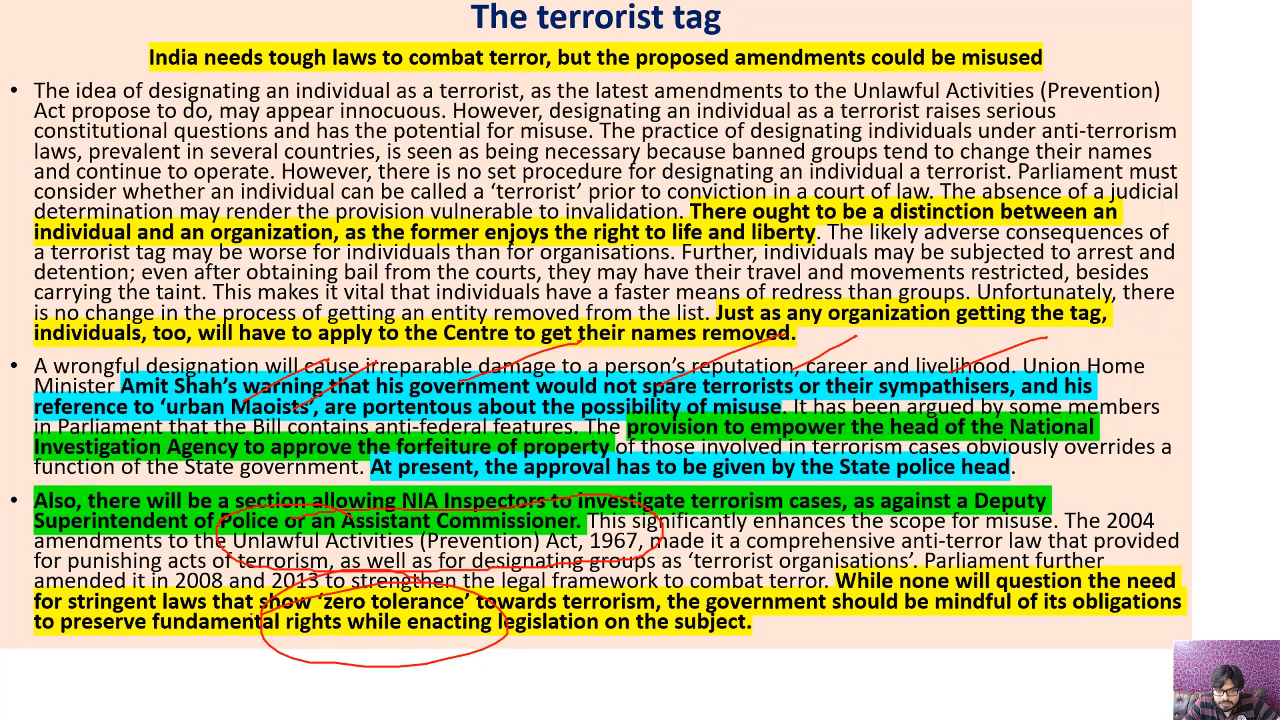 The terrorist tag
India needs tough laws to combat terror, but the proposed amendments could be misused
• The idea of designating an individual as a terrorist, as the latest amendments to the Unlawful Activities (Prevention)
Act propose to do, may appear innocuous. However, designating an individual as a terrorist raises serious
constitutional questions and has the potential for misuse. The practice of designating individuals under anti-terrorism
laws, prevalent in several countries, is seen as being necessary because banned groups tend to change their names
and continue to operate. However, there is no set procedure for designating an individual a terrorist. Parliament must
consider whether an individual can be called a ‘terrorist’ prior to conviction in a court of law. The absence of a judicial
determination may render the provision vulnerable to invalidation. There ought to be a distinction between an
individual and an organization, as the former enjoys the right to life and liberty. The likely adverse consequences of
a terrorist tag may be worse for individuals than for organisations. Further, individuals may be subjected to arrest and
detention; even after obtaining bail from the courts, they may have their travel and movements restricted, besides
carrying the taint. This makes it vital that individuals have a faster means of redress than groups. Unfortunately, there
is no change in the process of getting an entity removed from the list. Just as any organization getting the tag,
individuals, too, will have to apply to the Centre to get their names removed.
• A wrongful designation will cause irreparable damage to a person’s reputation, career and livelihood. Union Home
Minister Amit Shah’s warning that his government would not spare terrorists or their sympathisers, and his
reference to ‘urban Maoists’, are portentous about the possibility of misuse. It has been argued by some members
in Parliament that the Bill contains anti-federal features. The provision to empower the head of the National
Investigation Agency to approve the forfeiture of property of those involved in terrorism cases obviously overrides a
function of the State government. At present, the approval has to be given by the State police head.
• Also, there will be a section allowing NIA Inspectors to investigate terrorism cases, as against a Deputy
Superintendent of Police or an Assistant Commissioner. This significantly enhances the scope for misuse. The 2004
amendments to the Unlawful Activities (Prevention) Act, 1967, made it a comprehensive anti-terror law that provided
for punishing acts of terrorism, as well as for designating groups as ‘terrorist organisations’. Parliament further
amended it in 2008 and 2013 to strengthen the legal framework to combat terror. While none will question the need
for stringent laws that show ‘zero tolerance’ towards terrorism, the government should be mindful of its obligations
to preserve fundamental rights while enacting legislation on the subject.